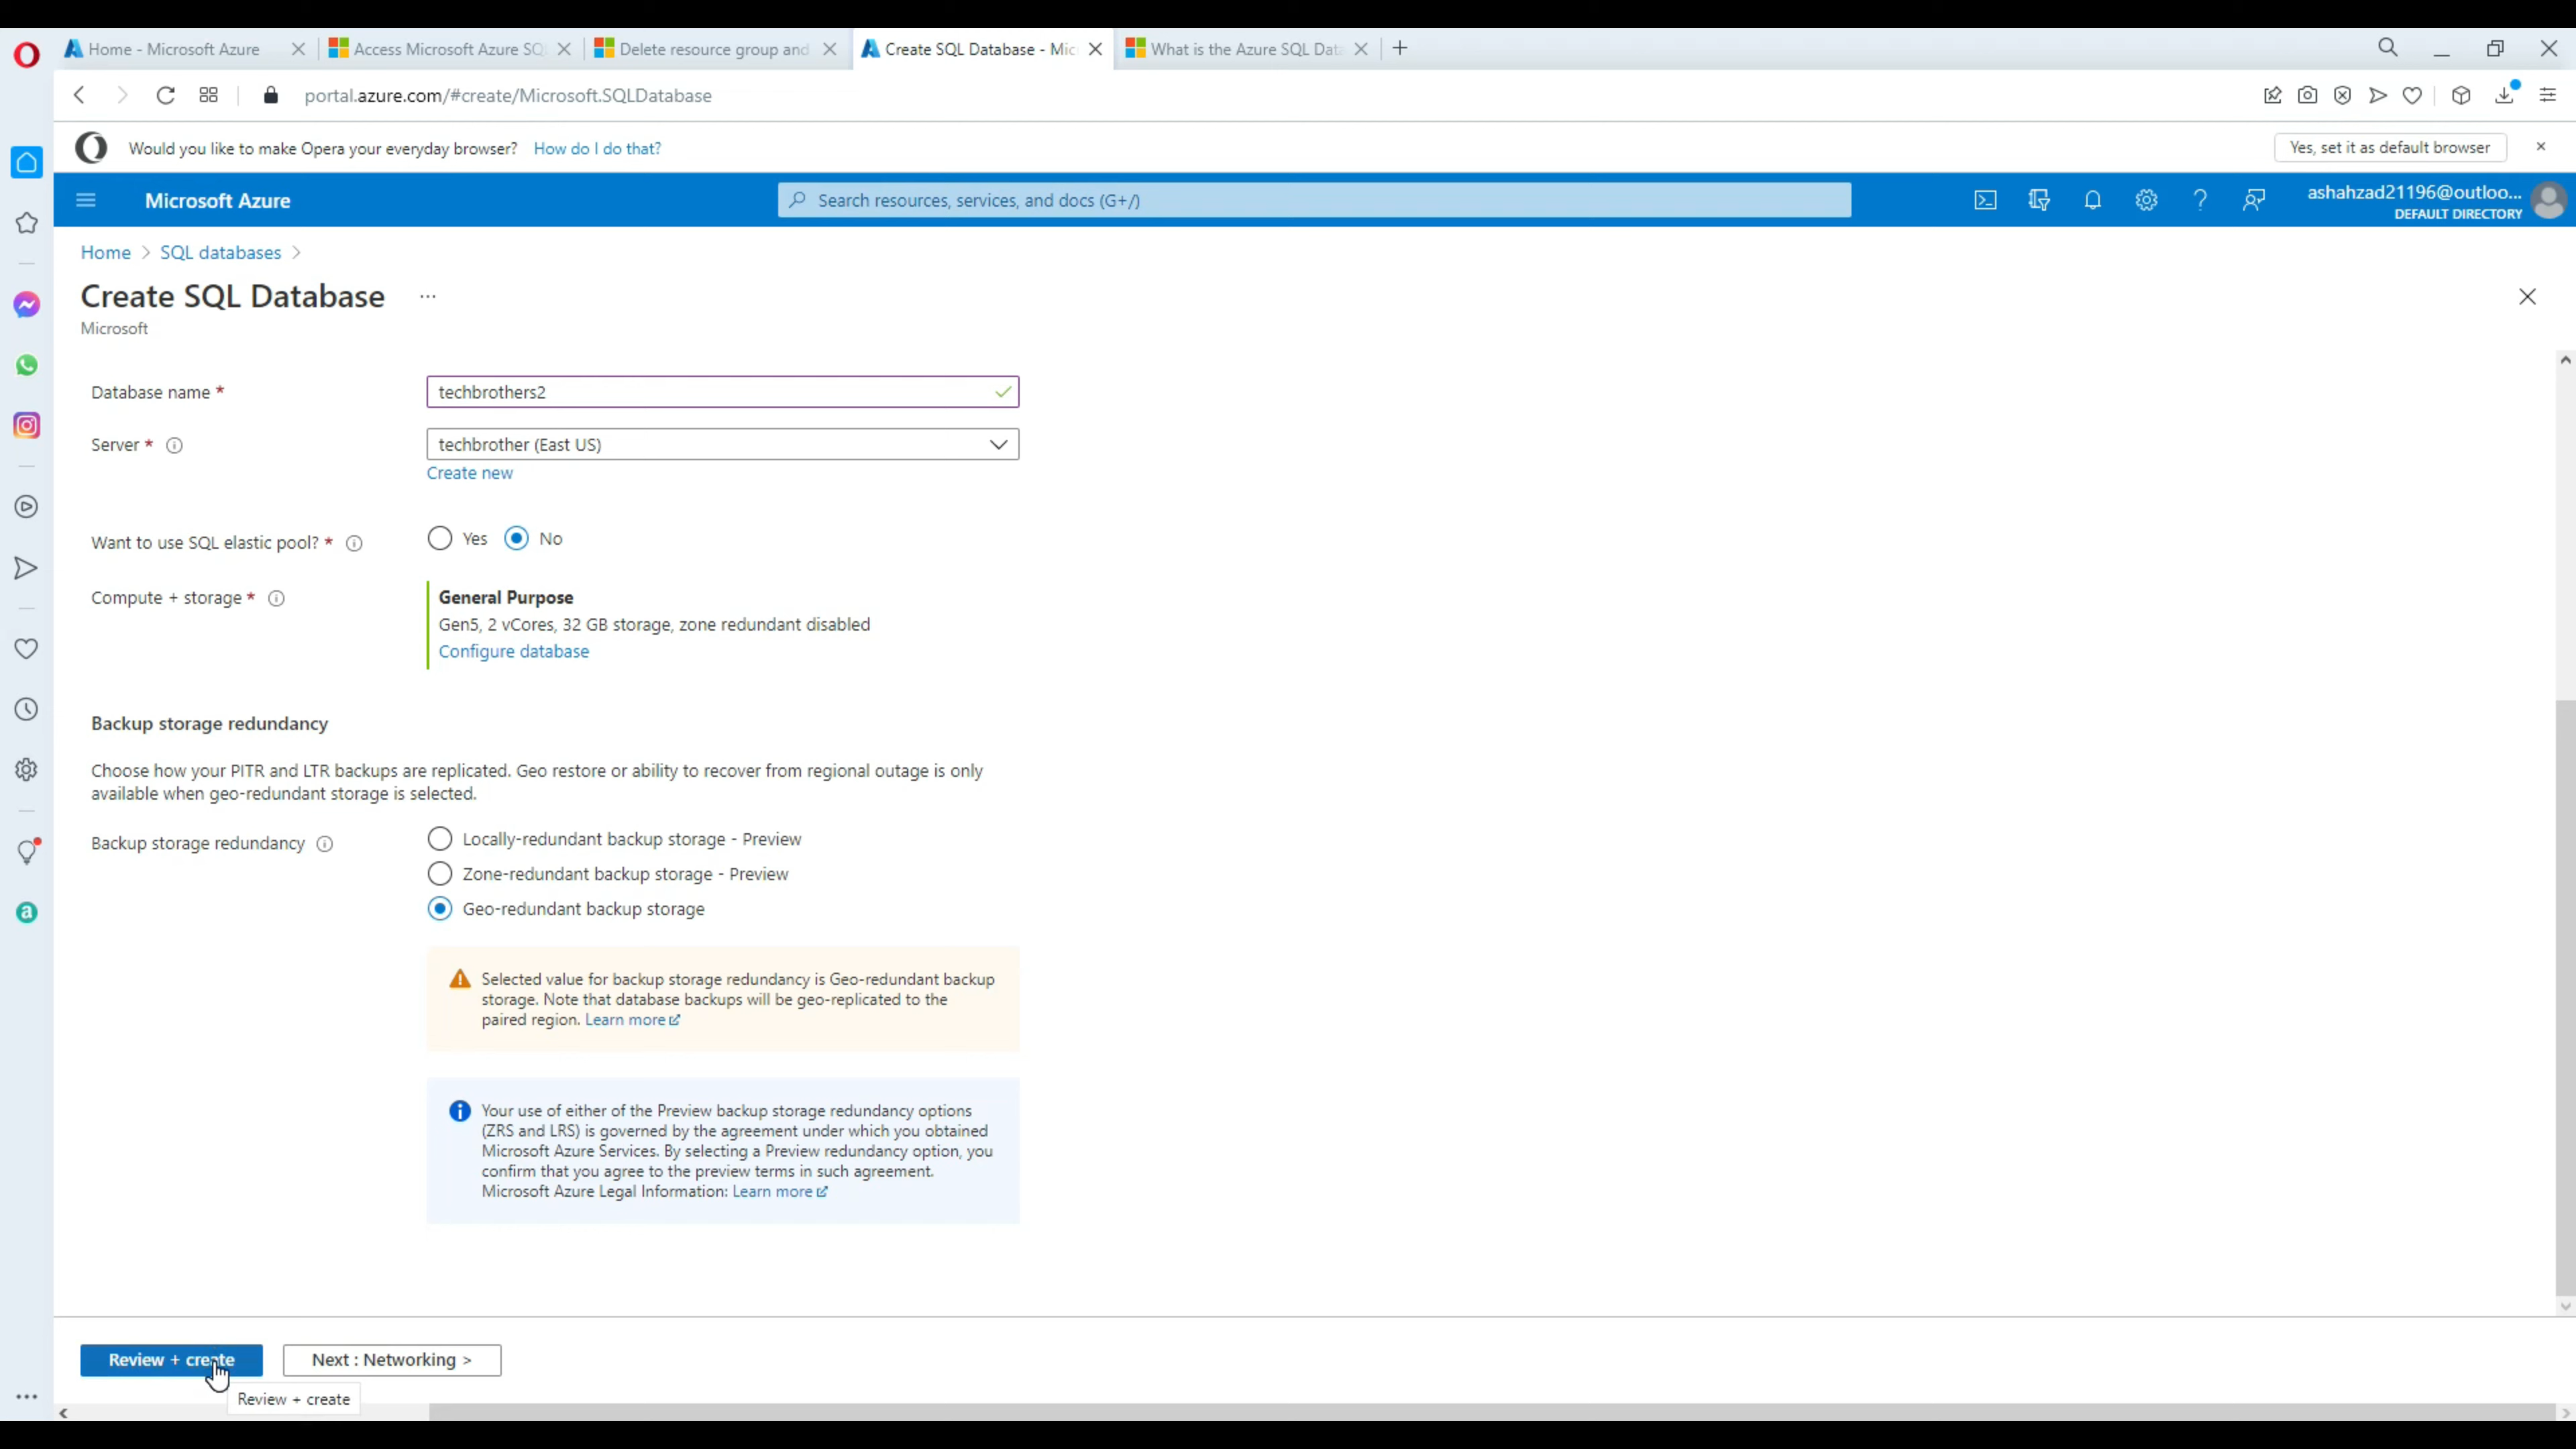 Home - Microsoft Azure
Access Microsoft Azure SQ
Delete resource group and
Create SQL Database - Mic
What is the Azure SQL Dat
portal.azure.com/#create/Microsoft.SQLDatabase
Would you like to make Opera your everyday browser? How do I do that?
Yes, set it as default browser
Microsoft Azure
Search resources, services, and docs (G+/)
ashahzad21196@outloo...
DEFAULT DIRECTORY
Home > SQL databases >
Create SQL Database ...
Microsoft
Database name * techbrothers2
Server * techbrother (East US)
Create new
Want to use SQL elastic pool? * Yes No
Compute + storage * General Purpose
Gen5, 2 vCores, 32 GB storage, zone redundant disabled
Configure database
Backup storage redundancy
Choose how your PITR and LTR backups are replicated. Geo restore or ability to recover from regional outage is only
available when geo-redundant storage is selected.
Backup storage redundancy Locally-redundant backup storage - Preview
Zone-redundant backup storage - Preview
Geo-redundant backup storage
Selected value for backup storage redundancy is Geo-redundant backup
storage. Note that database backups will be geo-replicated to the
paired region. Learn more
Your use of either of the Preview backup storage redundancy options
(ZRS and LRS) is governed by the agreement under which you obtained
Microsoft Azure Services. By selecting a Preview redundancy option, you
confirm that you agree to the preview terms in such agreement.
Microsoft Azure Legal Information: Learn more
Review + create
Next : Networking >
Review + create